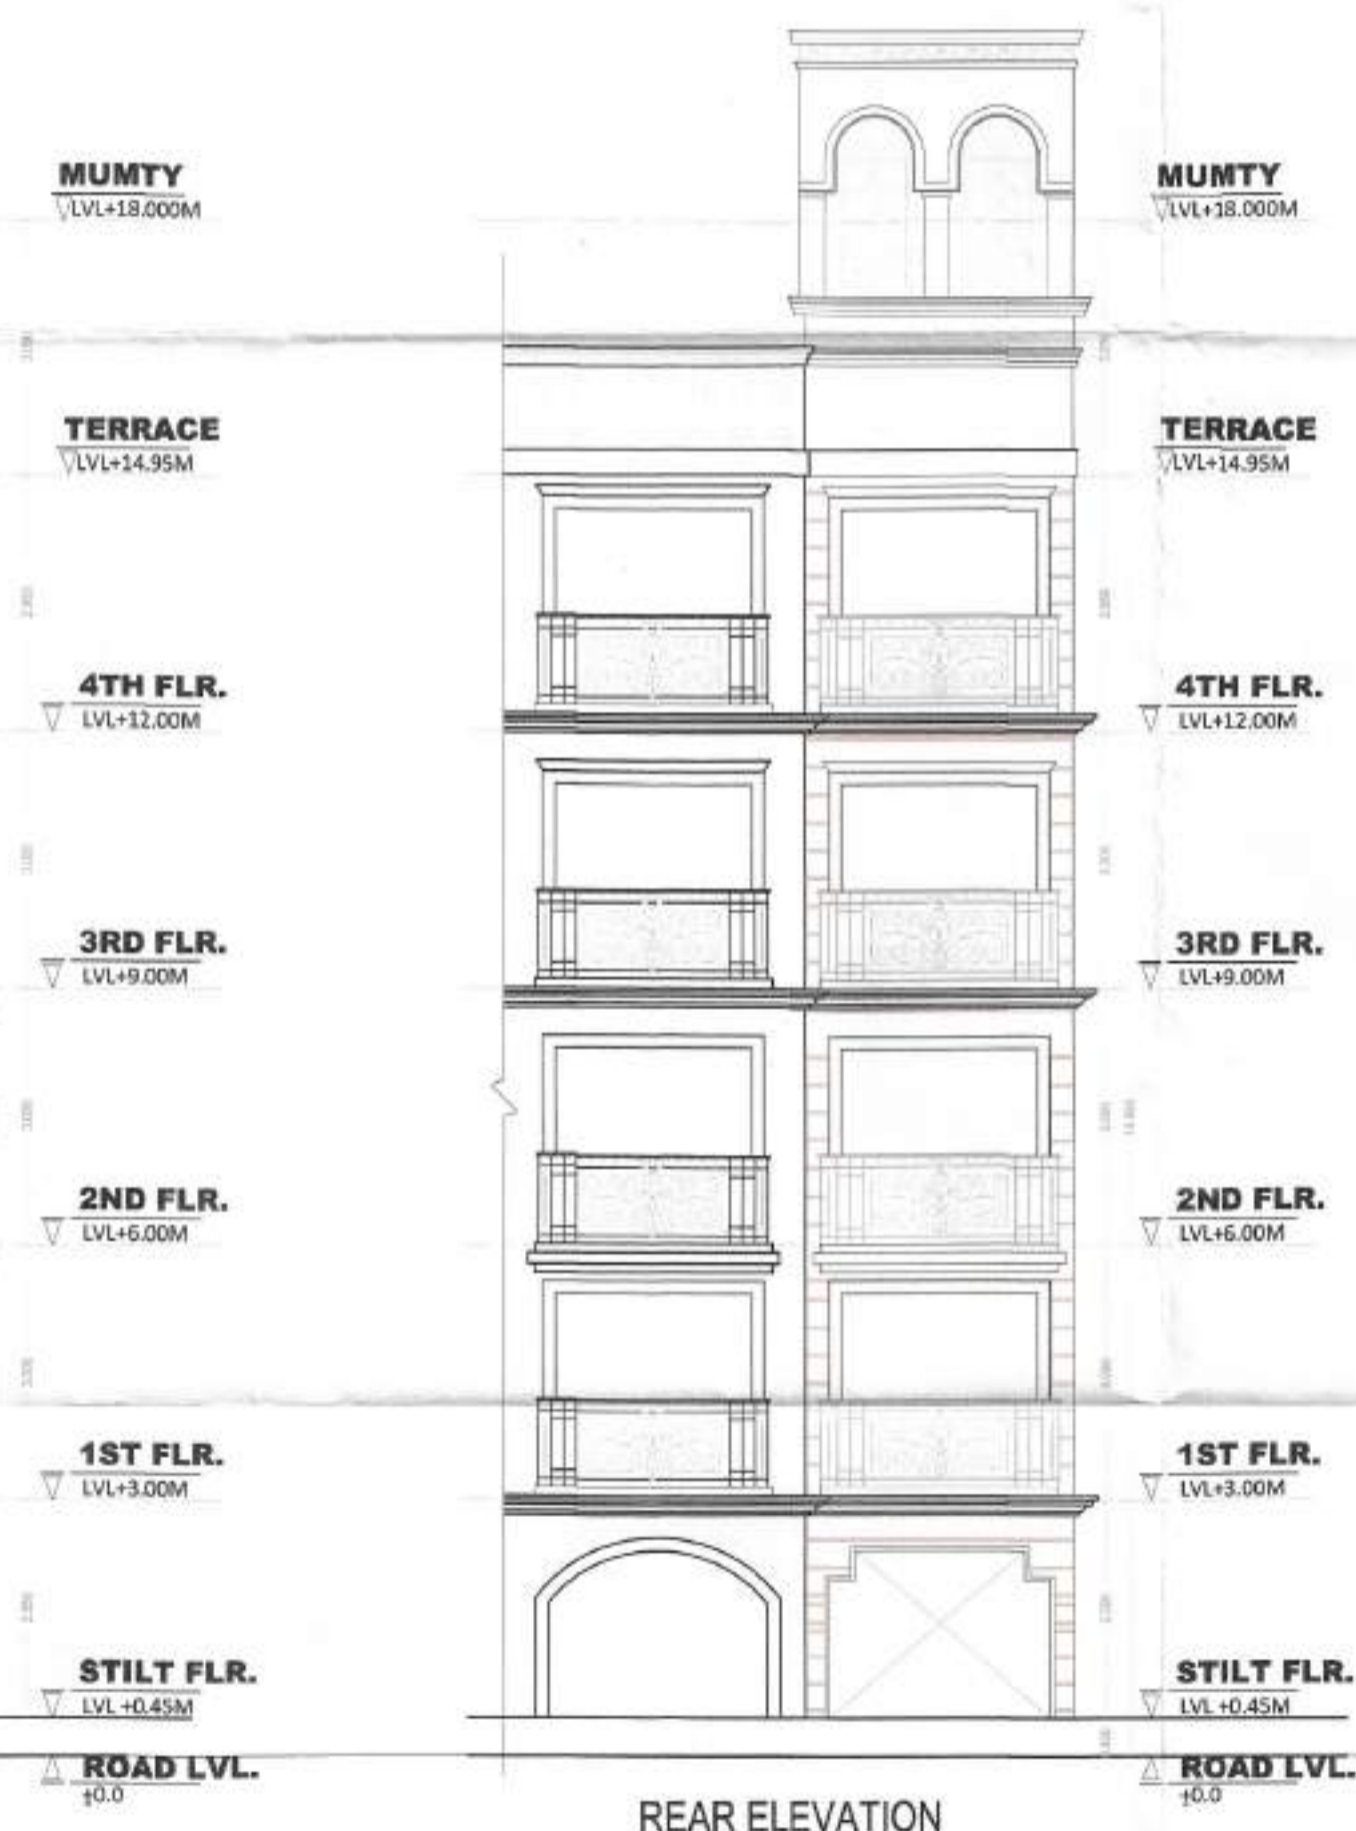 MUMTY
LVL+18.000M
MUMTY
LVL+18.000M
TERRACE
LVL+14.95M
TERRACE
LVL+14.95M
4TH FLR.
LVL+12.00M
4TH FLR.
LVL+12.00M
3RD FLR.
LVL+9.00M
3RD FLR.
LVL+9.00M
2ND FLR.
LVL+6.00M
2ND FLR.
LVL+6.00M
1ST FLR.
LVL+3.00M
1ST FLR.
LVL+3.00M
STILT FLR.
LVL +0.45M
STILT FLR.
LVL +0.45M
ROAD LVL.
±0.0
ROAD LVL.
±0.0
REAR ELEVATION